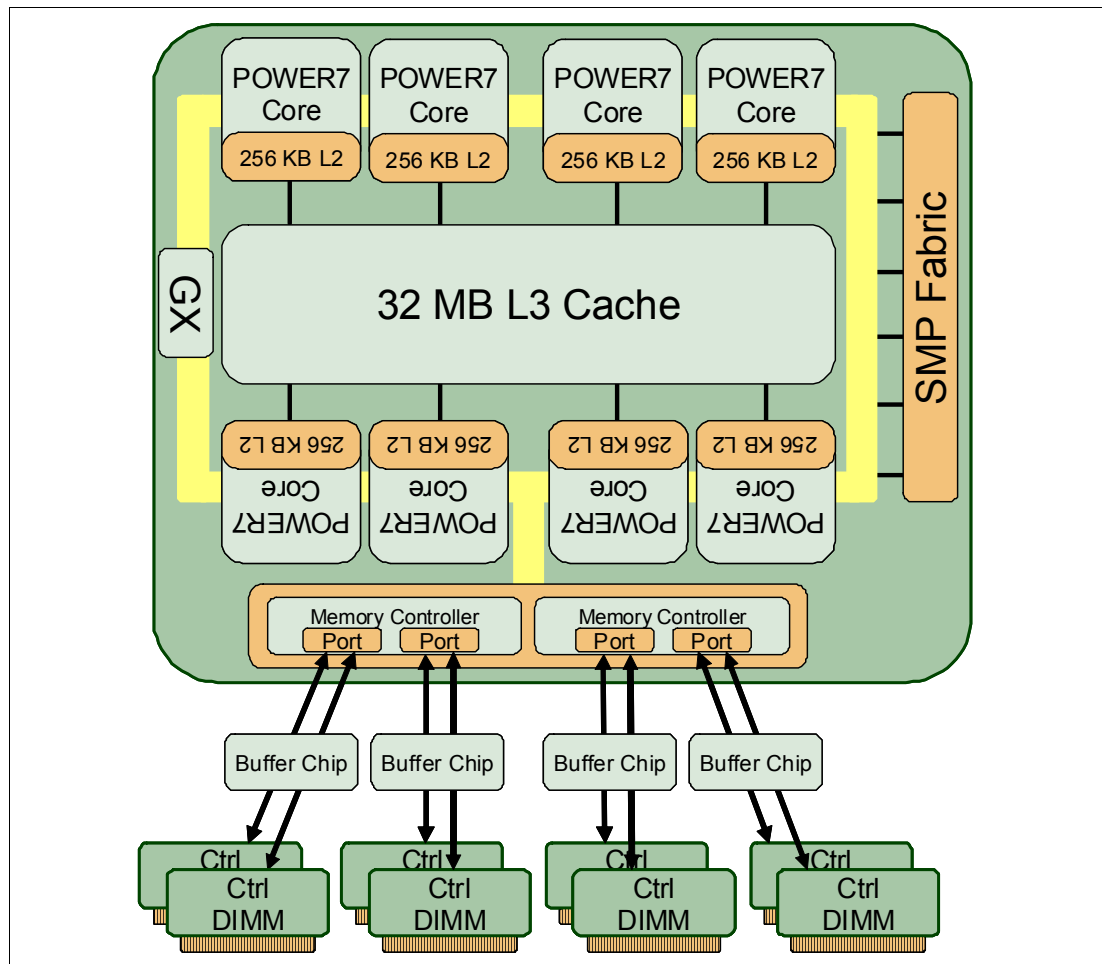 POWER7
Core
256 KB L2
POWER7
Core
256 KB L2
POWER7
Core
256 KB L2
POWER7
Core
256 KB L2
GX
32 MB L3 Cache
SMP Fabric
256 KB L2
Core
POWER7
256 KB L2
Core
POWER7
256 KB L2
Core
POWER7
256 KB L2
Core
POWER7
Memory Controller
Port
Port
Memory Controller
Port
Port
Buffer Chip
Buffer Chip
Buffer Chip
Buffer Chip
Ctrl
Ctrl
DIMM
Ctrl
Ctrl
DIMM
Ctrl
Ctrl
DIMM
Ctrl
Ctrl
DIMM